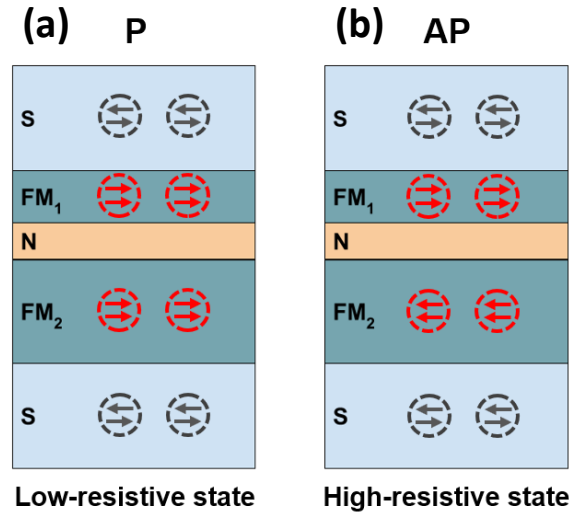 (a) P
S
FM₁
N
FM₂
S
Low-resistive state
(b) AP
S
FM₁
N
FM₂
S
High-resistive state